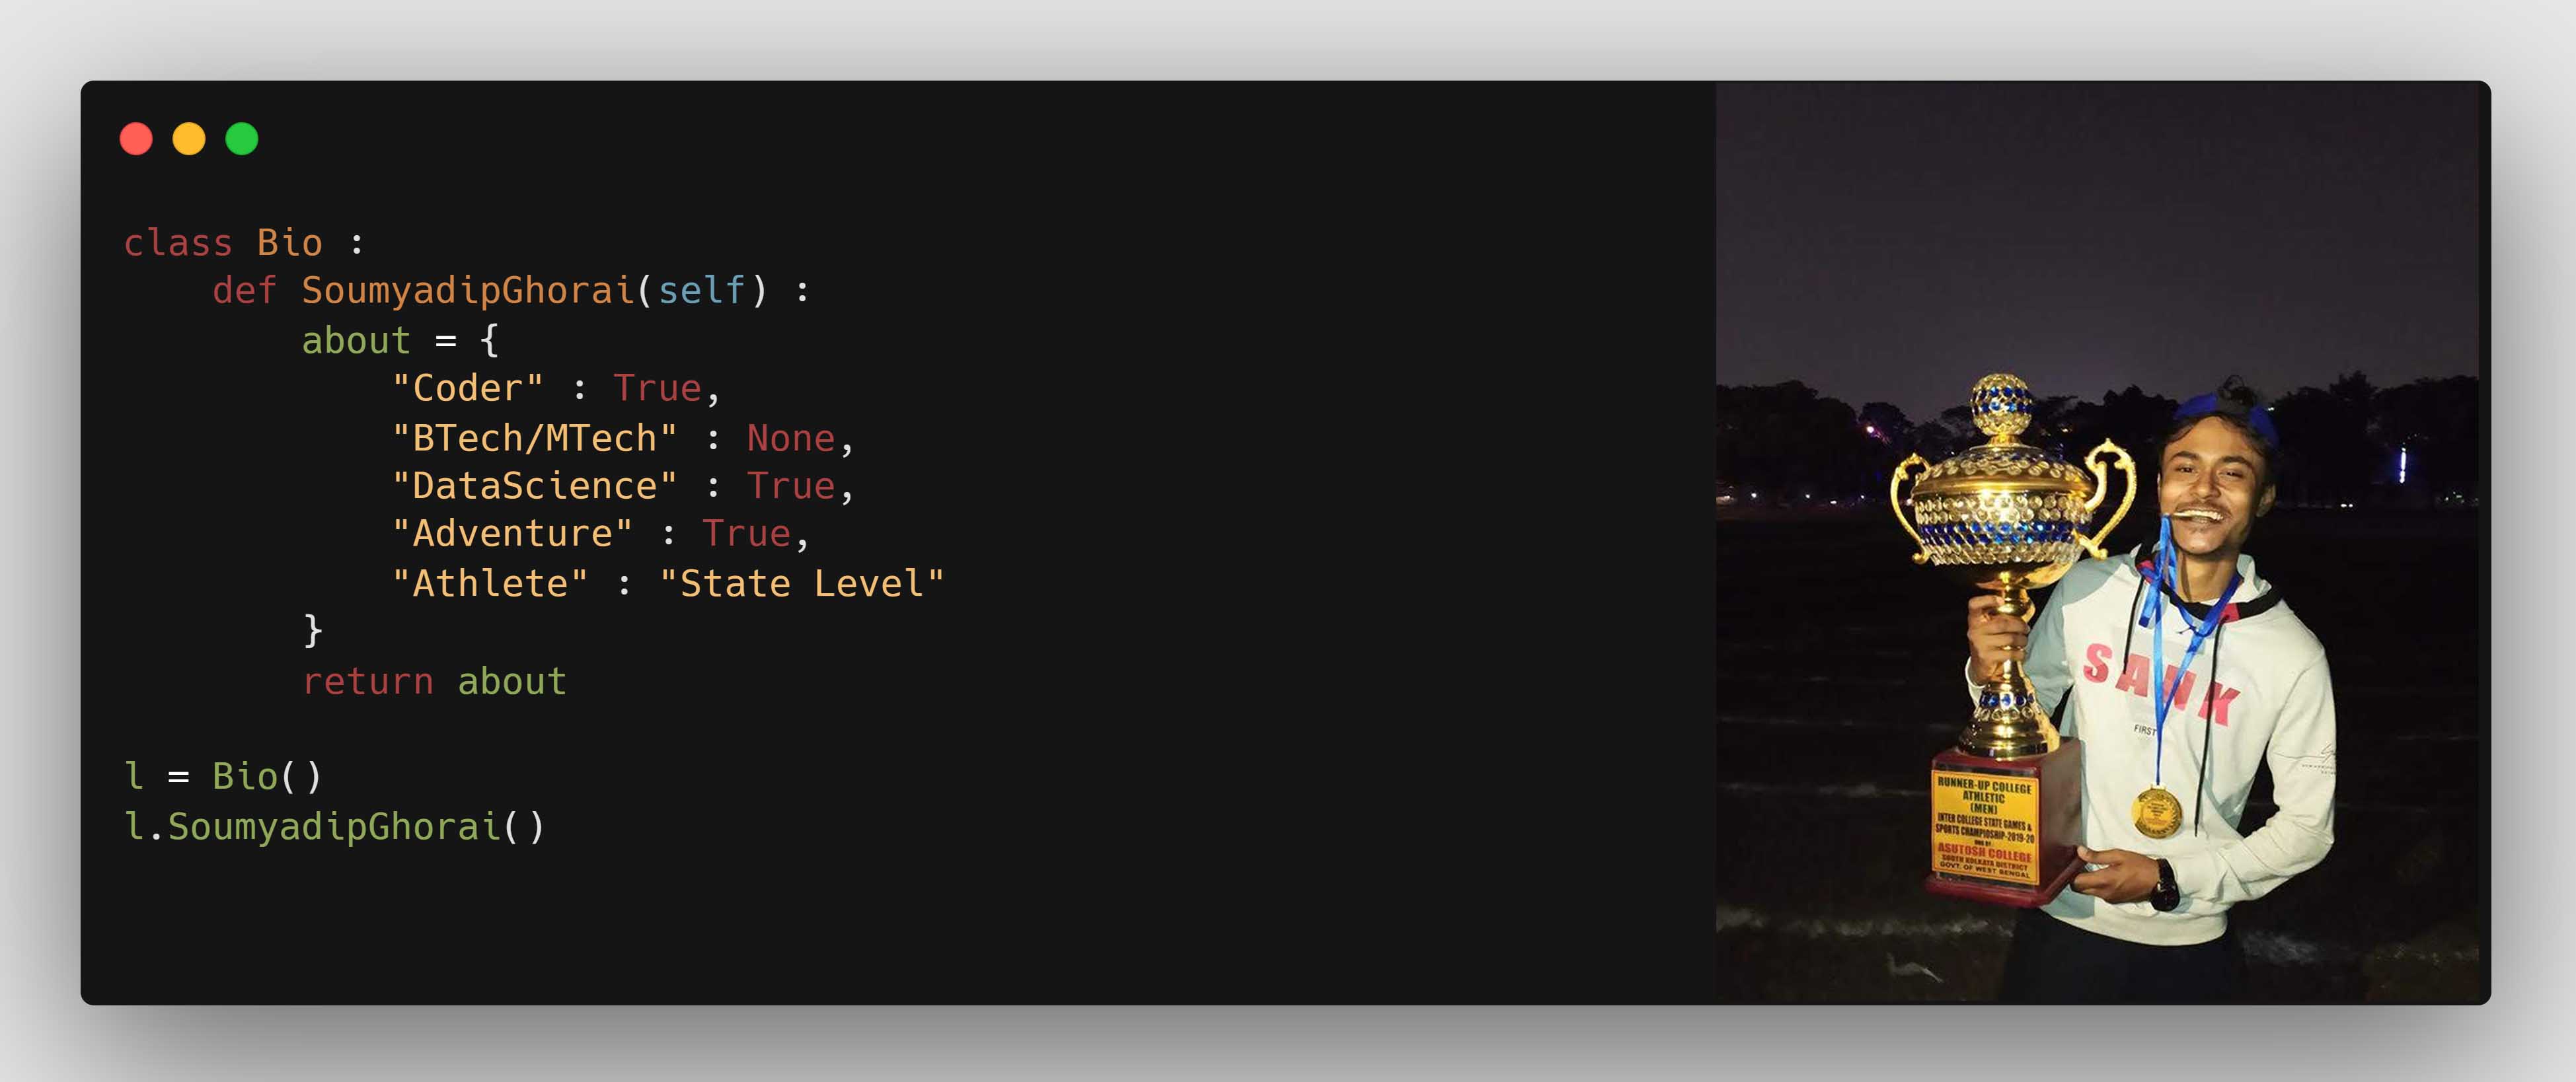 class Bio :
    def SoumyadipGhorai(self) :
        about = {
            "Coder" : True,
            "BTech/MTech" : None,
            "DataScience" : True,
            "Adventure" : True,
            "Athlete" : "State Level"
        }
        return about

l = Bio()
l.SoumyadipGhorai()
FIRST
RUNNER-UP COLLEGE
ATHLETIC
(MEN)
INTER COLLEGE STATE GAMES &
SPORTS CHAMPIOSHIP-2019-20
ASUTOSH COLLEGE
SOUTH KOLKATA DISTRICT
GOVT. OF WEST BENGAL